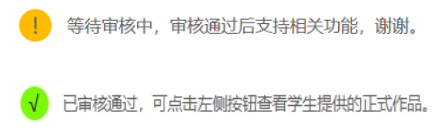 ! 等待审核中，审核通过后支持相关功能，谢谢。
√ 已审核通过，可点击左侧按钮查看学生提供的正式作品。